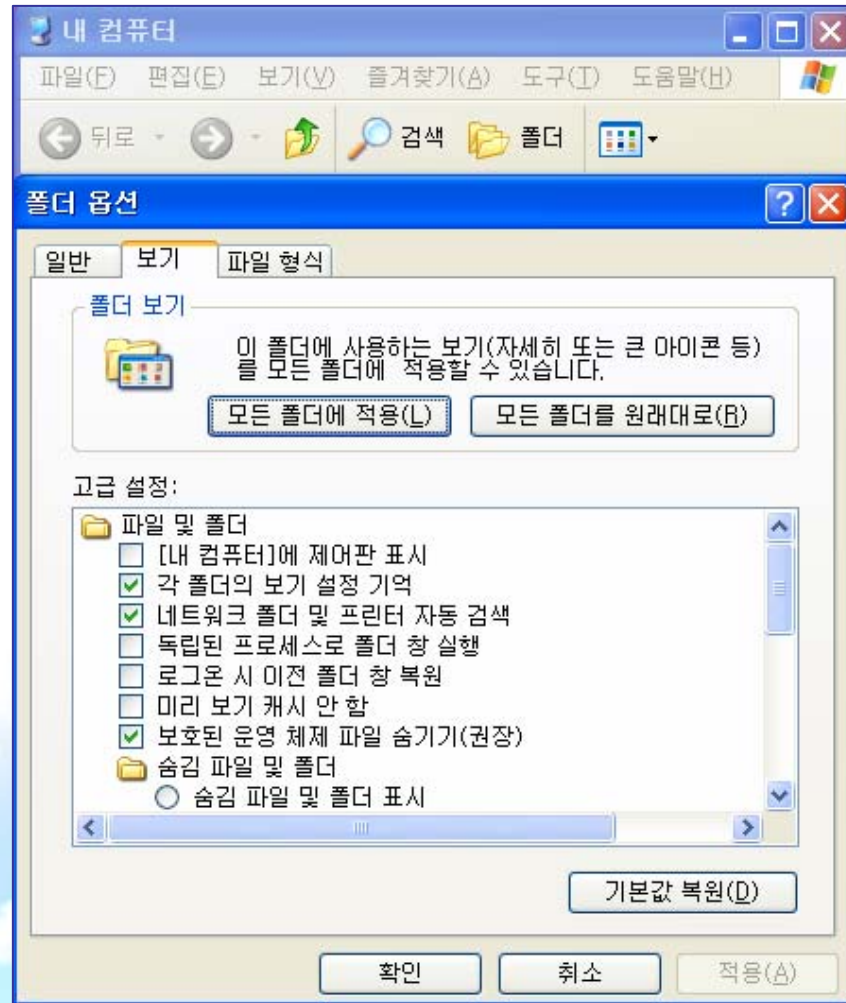 내 컴퓨터
파일(F) 편집(E) 보기(V) 즐겨찾기(A) 도구(T) 도움말(H)
뒤로 검색 폴더
폴더 옵션
일반 보기 파일 형식
폴더 보기
이 폴더에 사용하는 보기(자세히 또는 큰 아이콘 등)
를 모든 폴더에 적용할 수 있습니다.
모든 폴더에 적용(L) 모든 폴더를 원래대로(R)
고급 설정:
파일 및 폴더
[내 컴퓨터]에 제어판 표시
각 폴더의 보기 설정 기억
네트워크 폴더 및 프린터 자동 검색
독립된 프로세스로 폴더 창 실행
로그온 시 이전 폴더 창 복원
미리 보기 캐시 안 함
보호된 운영 체제 파일 숨기기(권장)
숨김 파일 및 폴더
숨김 파일 및 폴더 표시
기본값 복원(D)
확인 취소 적용(A)